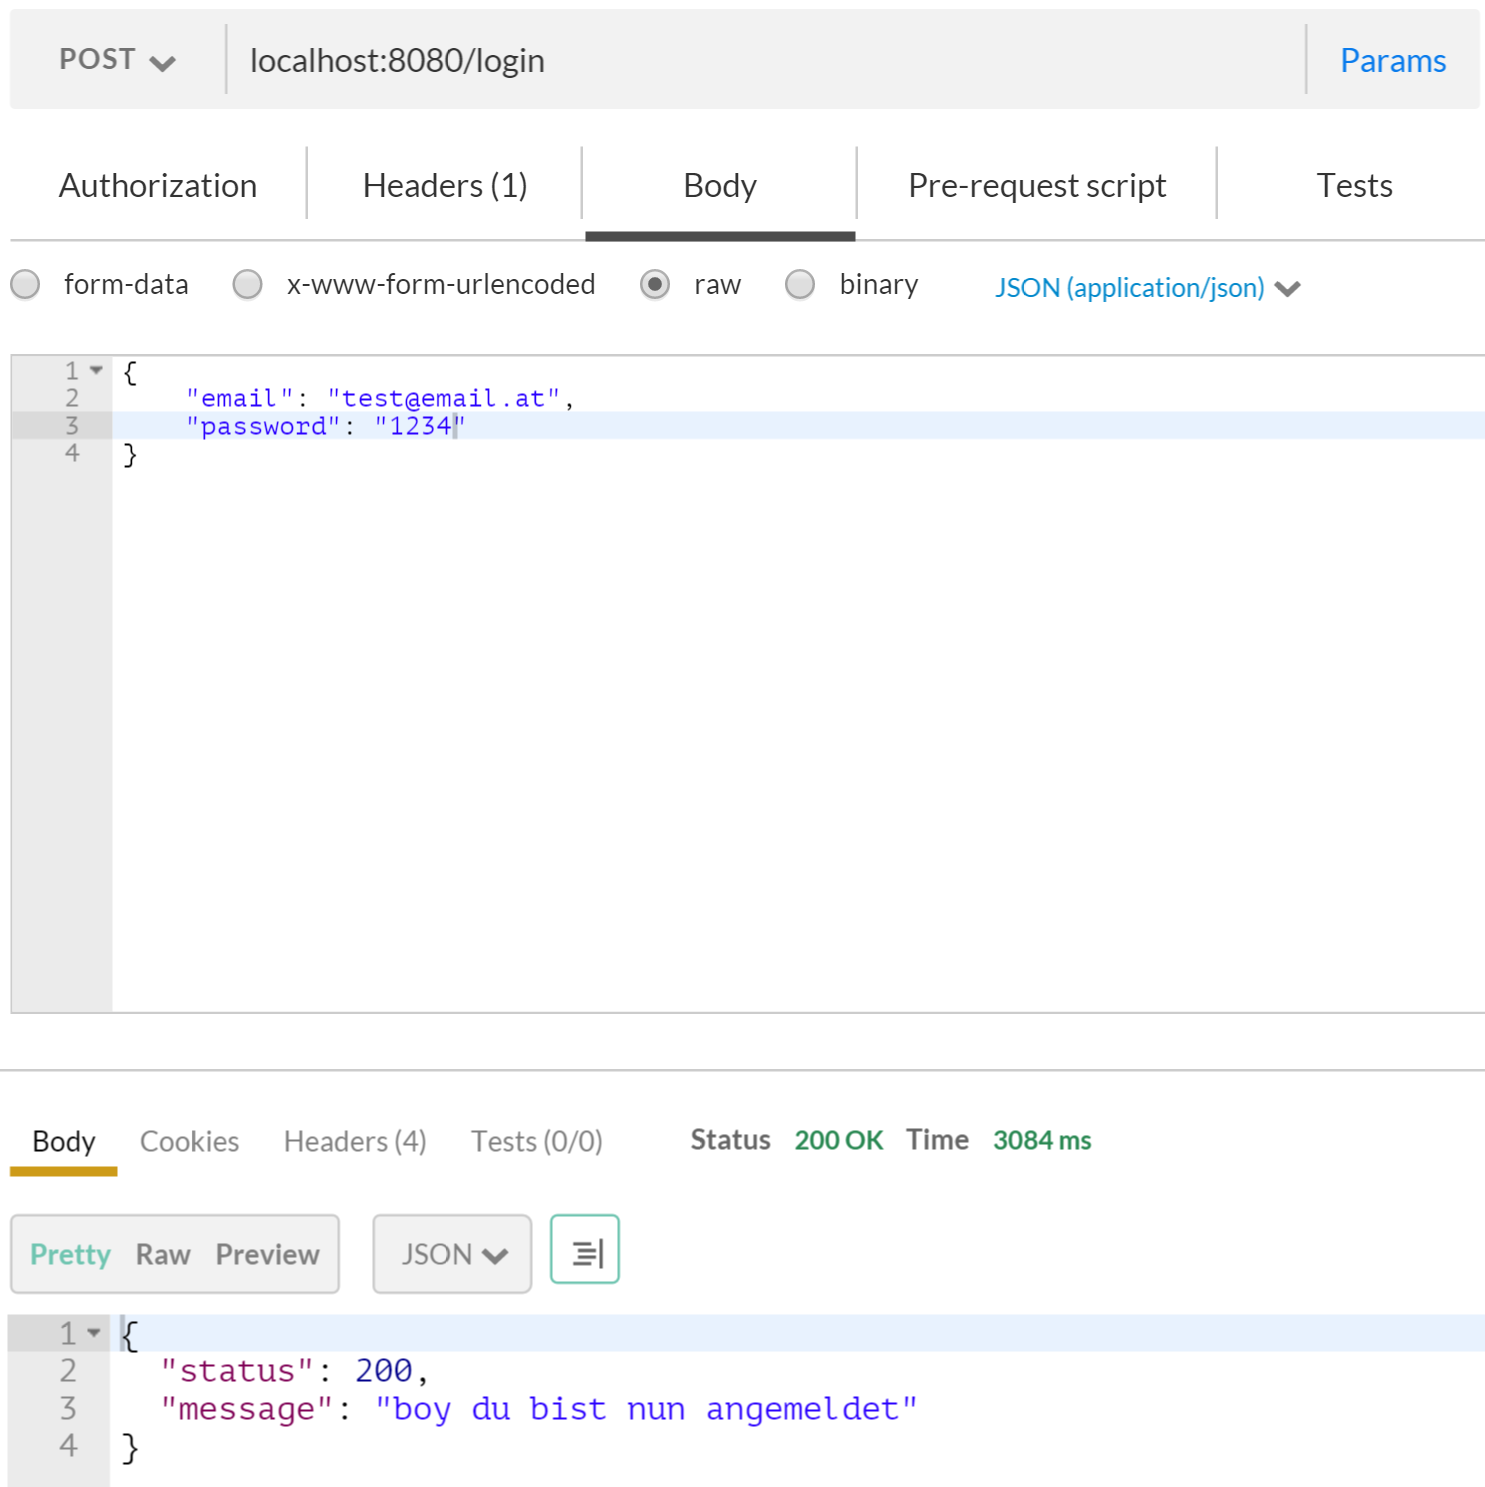 POST localhost:8080/login Params
Authorization Headers (1) Body Pre-request script Tests
form-data x-www-form-urlencoded raw binary JSON (application/json)
1 {
2 "email": "test@email.at",
3 "password": "1234"
4 }
Body Cookies Headers (4) Tests (0/0) Status 200 OK Time 3084 ms
Pretty Raw Preview JSON
1 {
2 "status": 200,
3 "message": "boy du bist nun angemeldet"
4 }